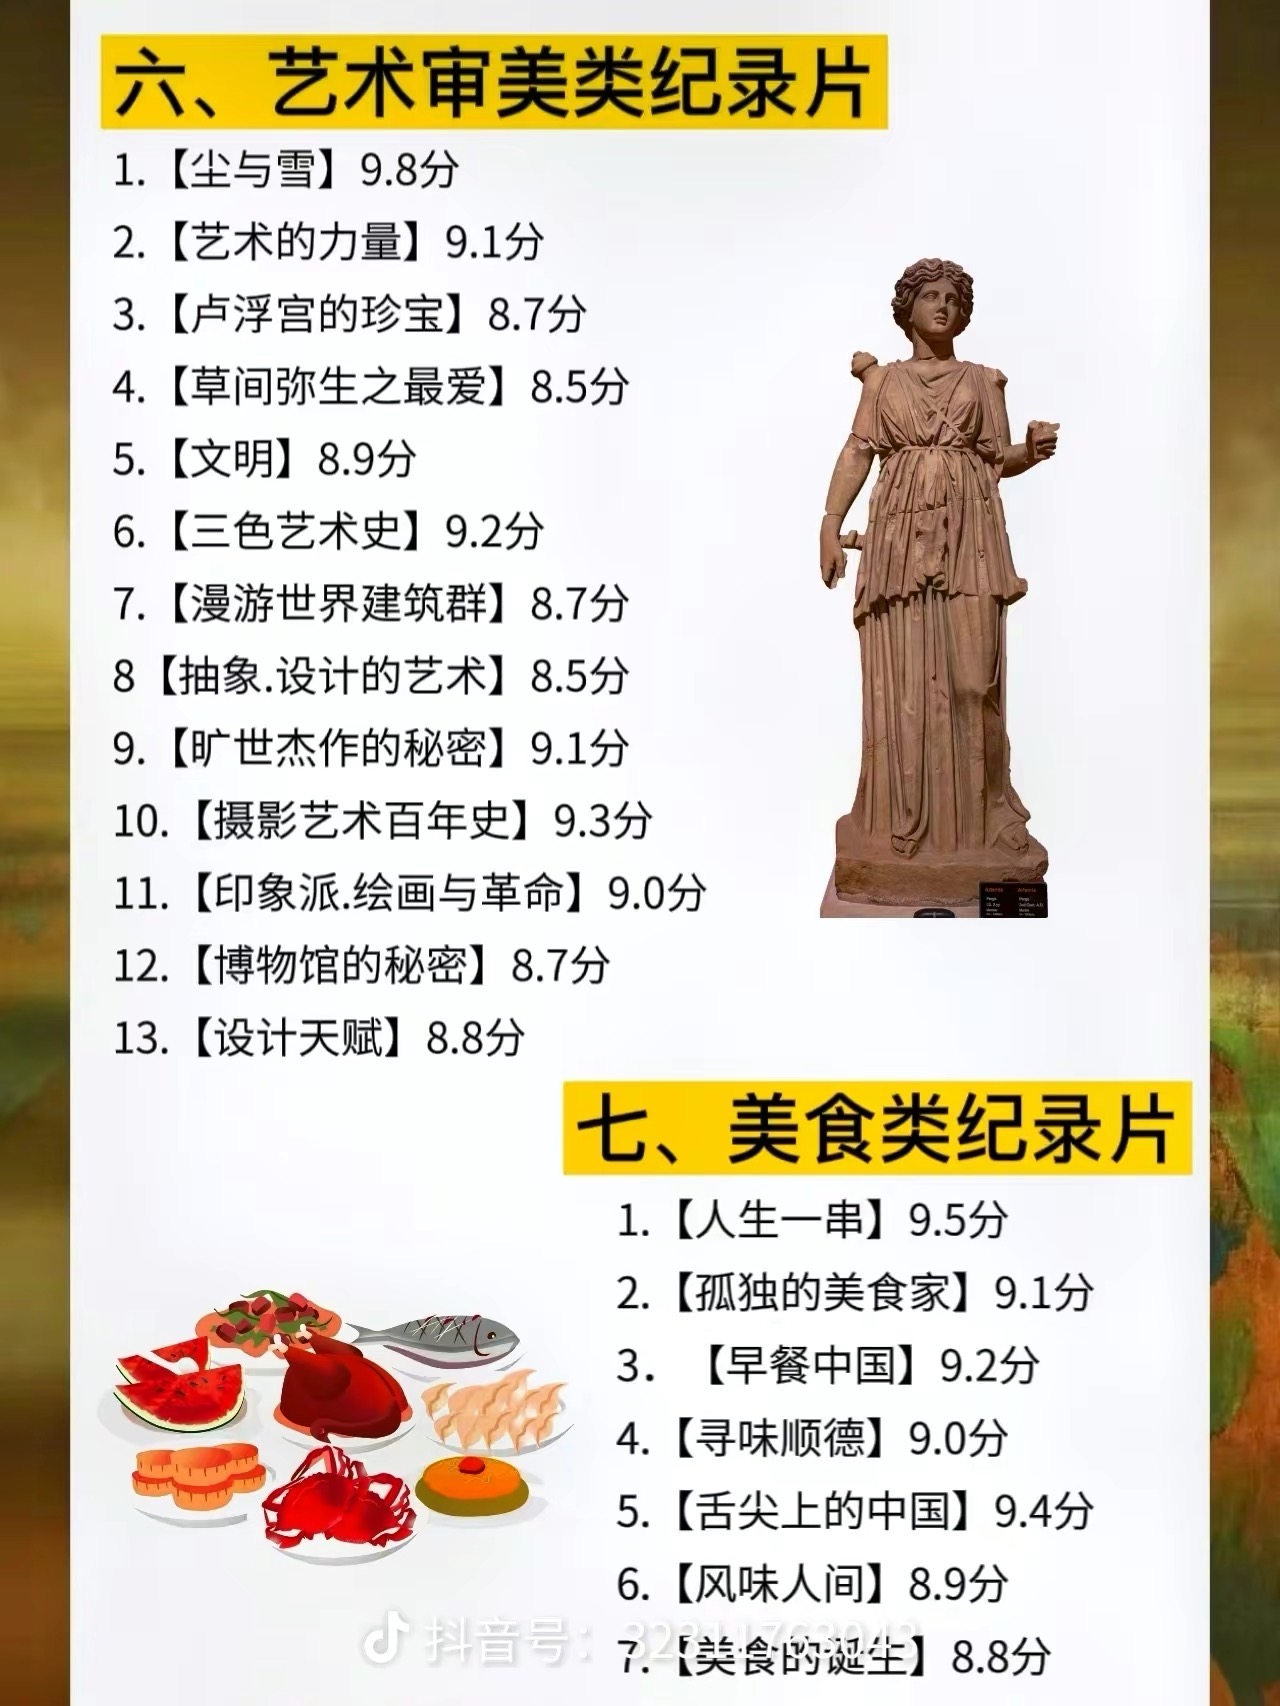 六、艺术审美类纪录片
1.【尘与雪】9.8分
2.【艺术的力量】9.1分
3.【卢浮宫的珍宝】8.7分
4.【草间弥生之最爱】8.5分
5.【文明】8.9分
6.【三色艺术史】9.2分
7.【漫游世界建筑群】8.7分
8【抽象.设计的艺术】8.5分
9.【旷世杰作的秘密】9.1分
10.【摄影艺术百年史】9.3分
11.【印象派.绘画与革命】9.0分
12.【博物馆的秘密】8.7分
13.【设计天赋】8.8分
七、美食类纪录片
1.【人生一串】9.5分
2.【孤独的美食家】9.1分
3.【早餐中国】9.2分
4.【寻味顺德】9.0分
5.【舌尖上的中国】9.4分
6.【风味人间】8.9分
7.【美食的诞生】8.8分
抖音号：32311763043